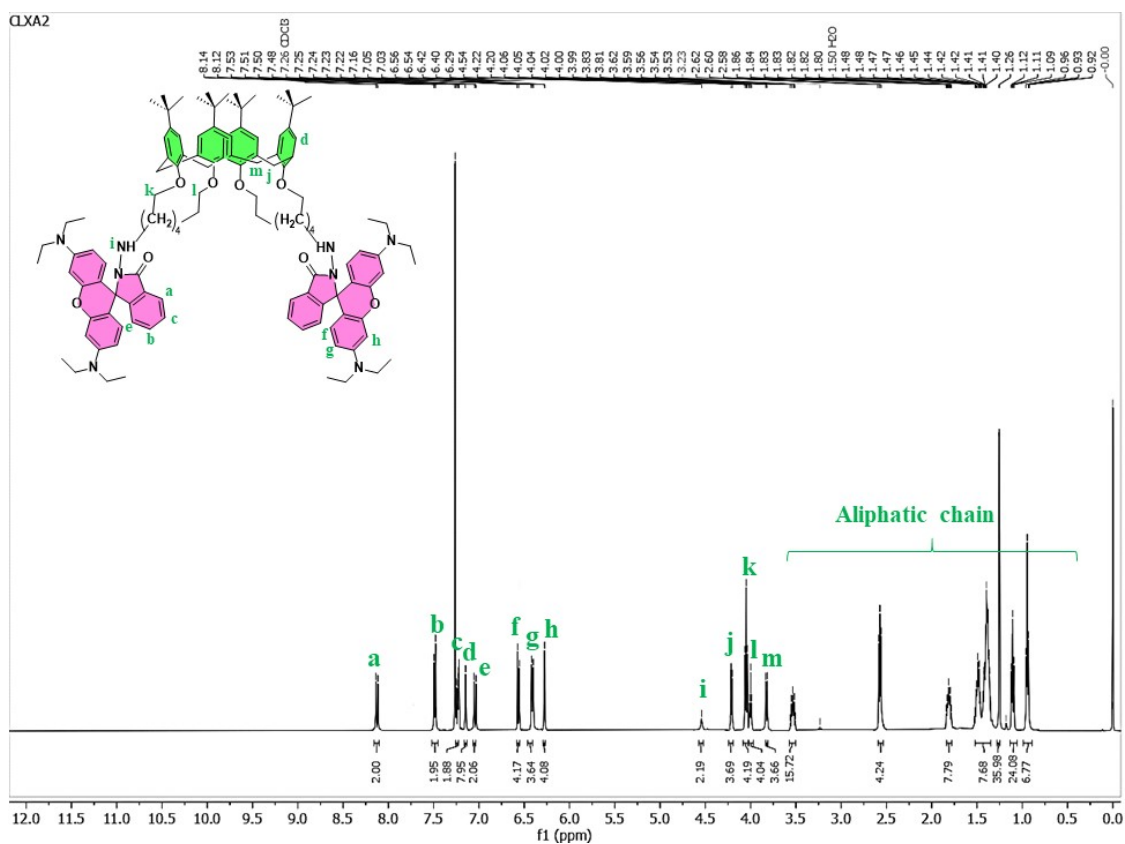 CLXA2
8.14 8.12 7.53 7.51 7.50 7.48 7.26 CDCl3 7.25 7.24 7.23 7.22 7.16 7.05 7.03 6.56 6.54 6.42 6.40 6.29 4.54 4.22 4.20 4.06 4.05 4.04 4.02 4.00 3.99 3.83 3.81 3.62 3.59 3.56 3.54 3.53 3.23 2.62 2.60 2.58 1.86 1.84 1.83 1.83 1.82 1.82 1.80 1.50 H2O 1.48 1.48 1.47 1.47 1.46 1.45 1.44 1.42 1.42 1.41 1.41 1.40 1.26 1.12 1.11 1.09 0.96 0.93 0.92 -0.00
d
m j
O O O O
k l
(CH2)4 (H2C)4
i NH HN
N N
O O
N N
a
O c O
e b f h
g
N N
Aliphatic chain
k
b f h
a c d g j l
e i m
2.00 1.95 1.88 7.95 2.06 4.17 3.64 4.08 2.19 3.69 4.19 4.04 3.66 15.72 4.24 7.79 7.68 35.98 24.08 6.77
12.0 11.5 11.0 10.5 10.0 9.5 9.0 8.5 8.0 7.5 7.0 6.5 6.0 5.5 5.0 4.5 4.0 3.5 3.0 2.5 2.0 1.5 1.0 0.5 0.0
f1 (ppm)